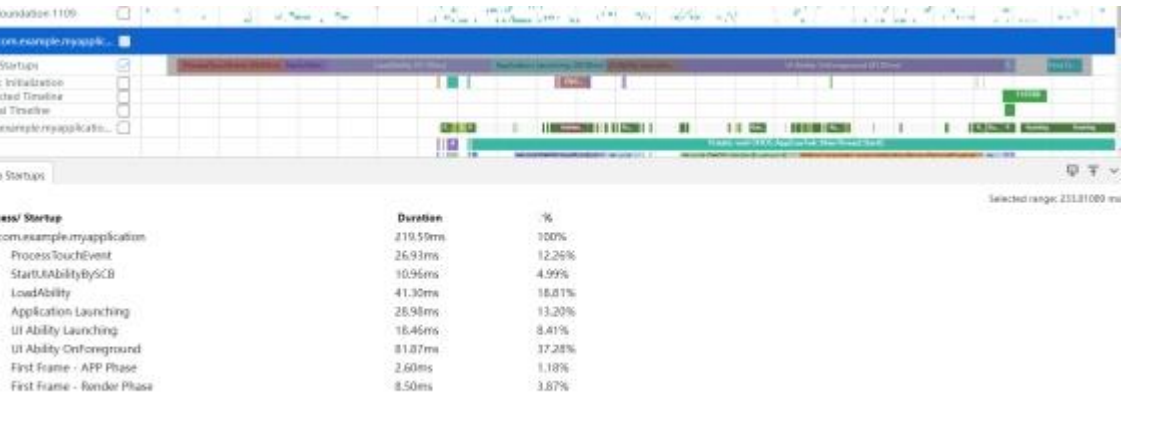 oundation 1109
com.example.myapplic...
Startups
Initialization
cted Timeline
l Timeline
example.myapplicatio...
Startups
Selected range: 233.81089 ms
ess/ Startup Duration %
com.example.myapplication 219.59ms 100%
ProcessTouchEvent 26.93ms 12.26%
StartUIAbilityBySCB 10.96ms 4.99%
LoadAbility 41.30ms 18.81%
Application Launching 28.98ms 13.20%
UI Ability Launching 18.46ms 8.41%
UI Ability OnForeground 81.87ms 37.28%
First Frame - APP Phase 2.60ms 1.18%
First Frame - Render Phase 8.50ms 3.87%